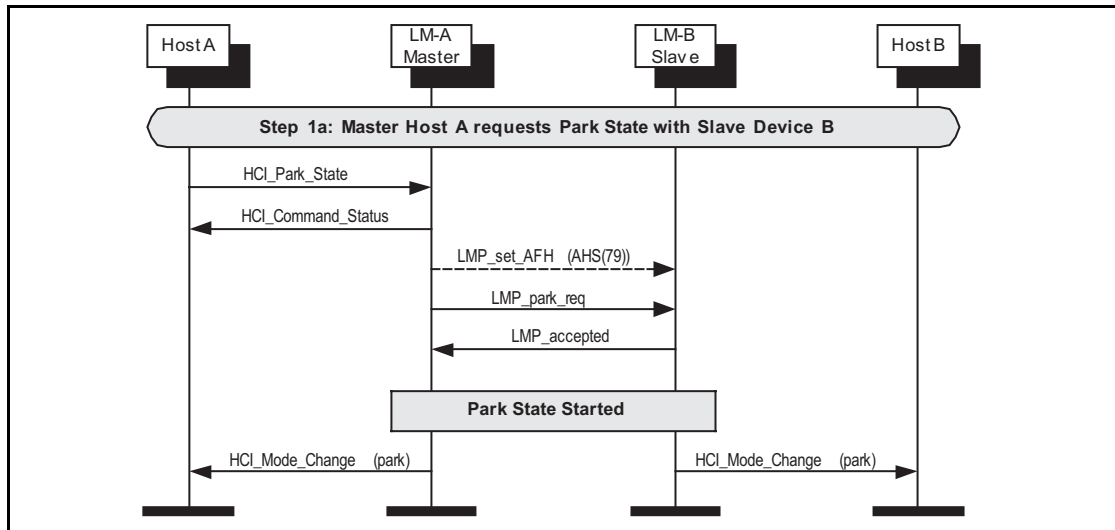 Host A
LM-A
Master
LM-B
Slave
Host B
Step 1a: Master Host A requests Park State with Slave Device B
HCI_Park_State
HCI_Command_Status
LMP_set_AFH (AHS(79))
LMP_park_req
LMP_accepted
Park State Started
HCI_Mode_Change (park)
HCI_Mode_Change (park)